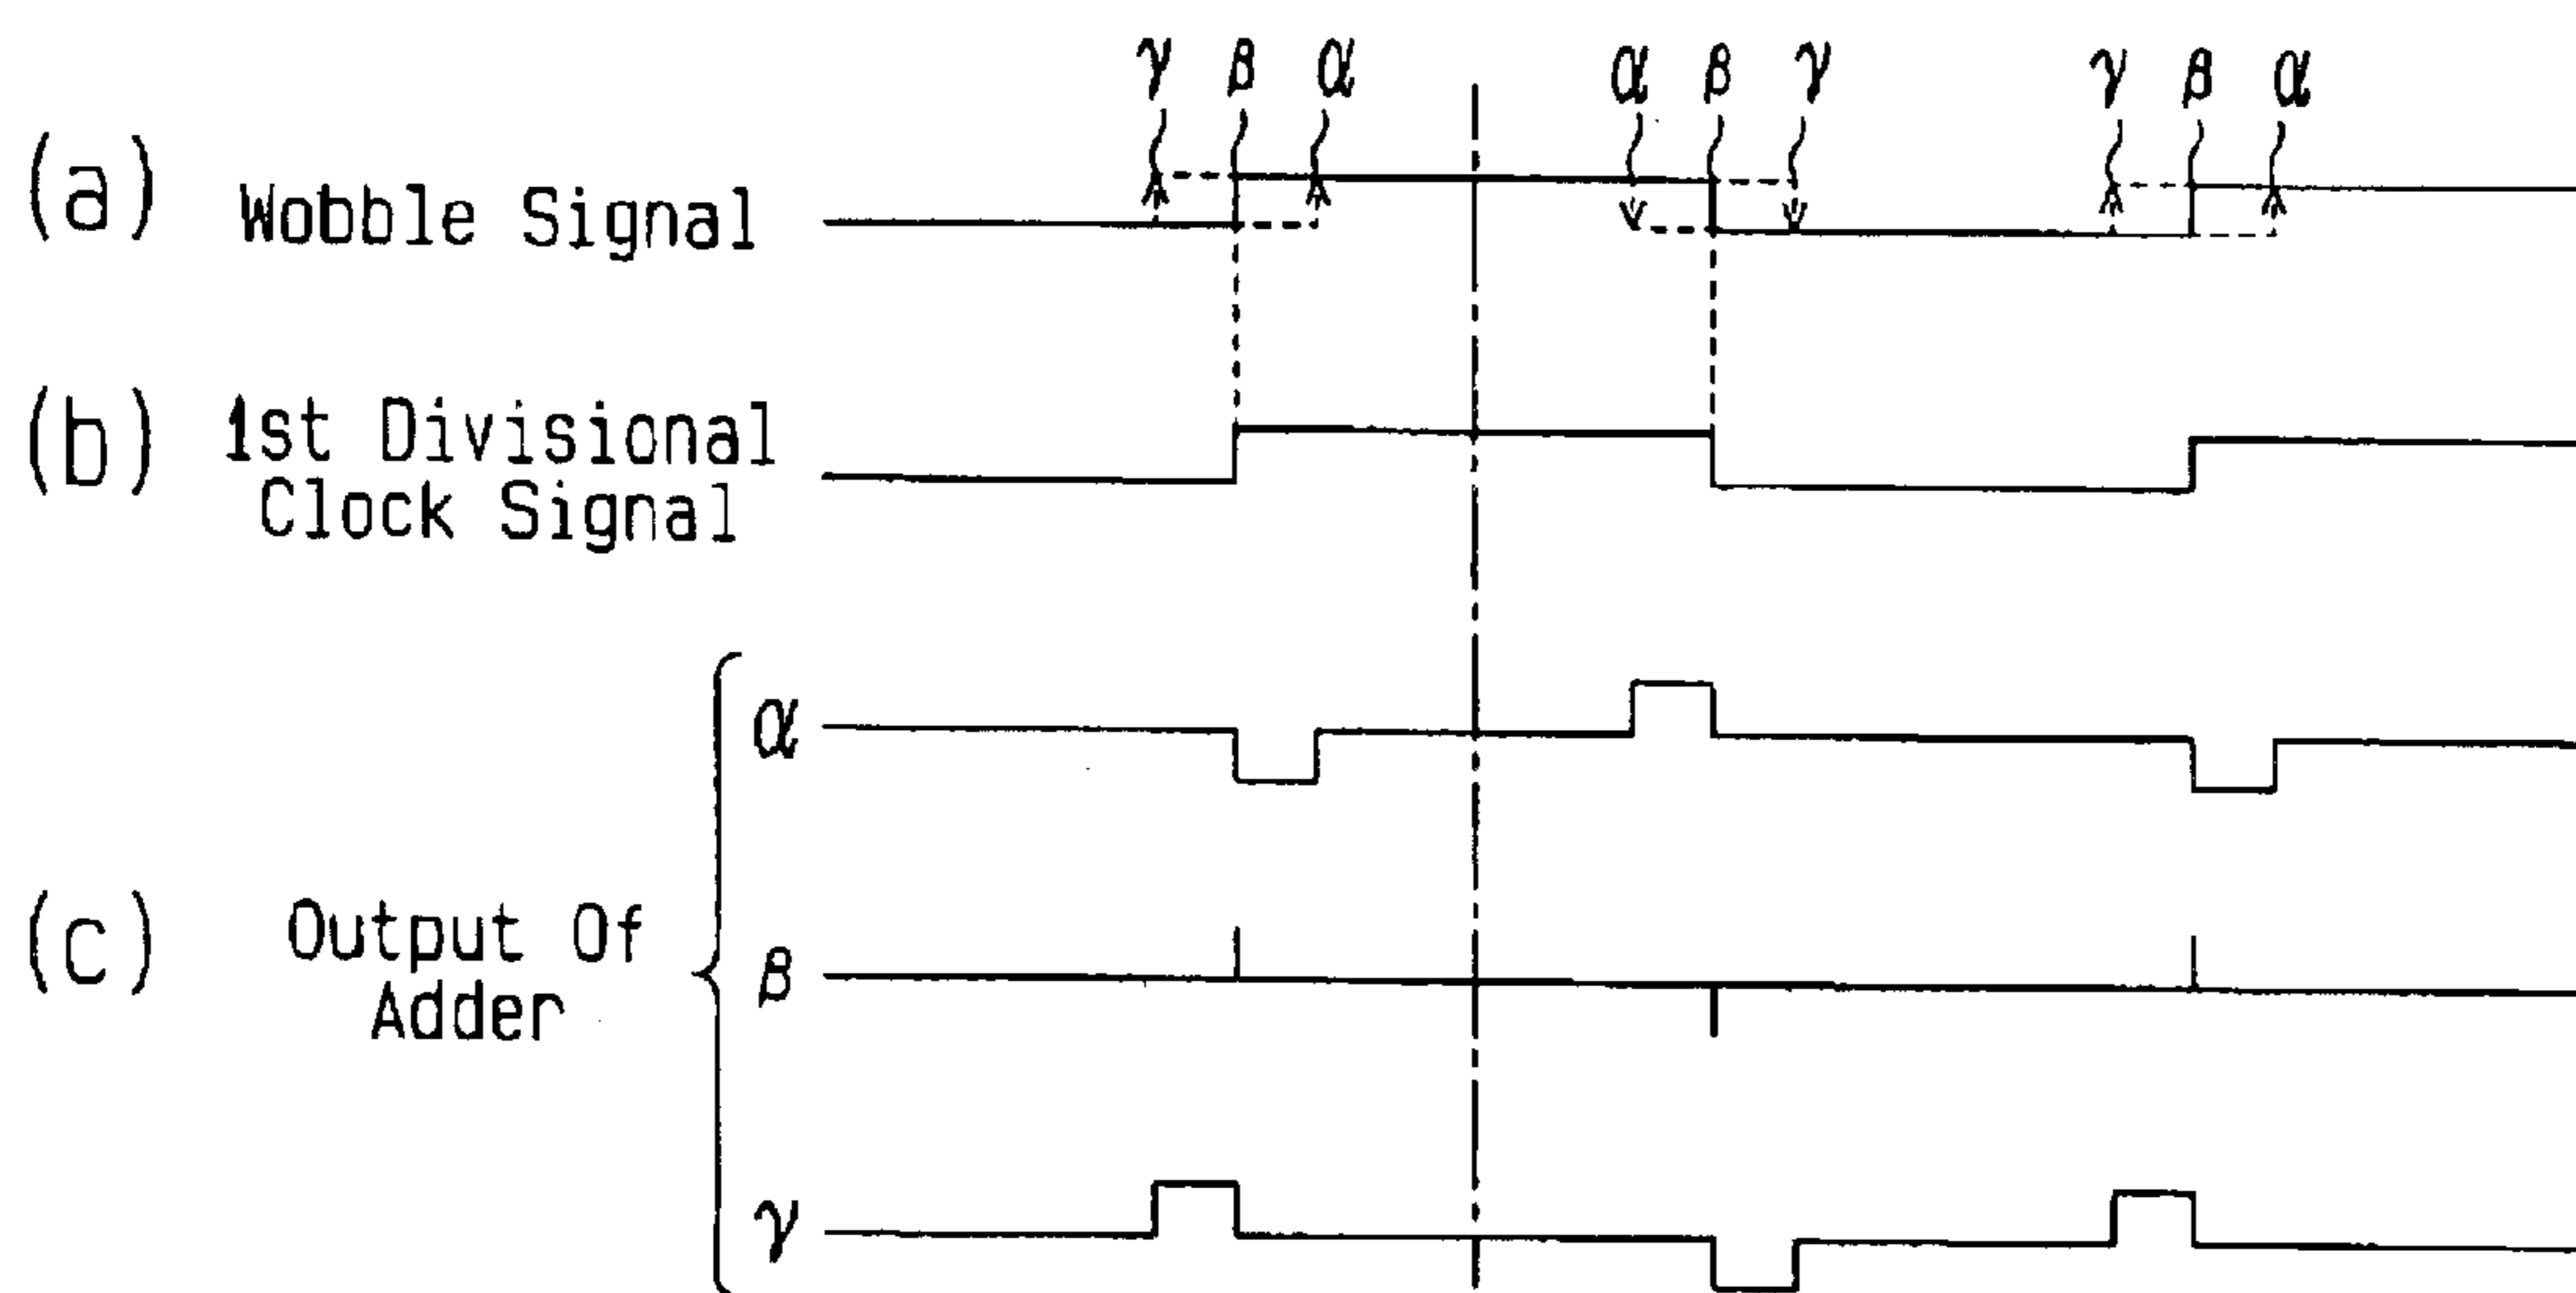 γ β α α β γ γ β α
(a) Wobble Signal
(b) 1st Divisional
Clock Signal
α
(c) Output Of
Adder
β
γ